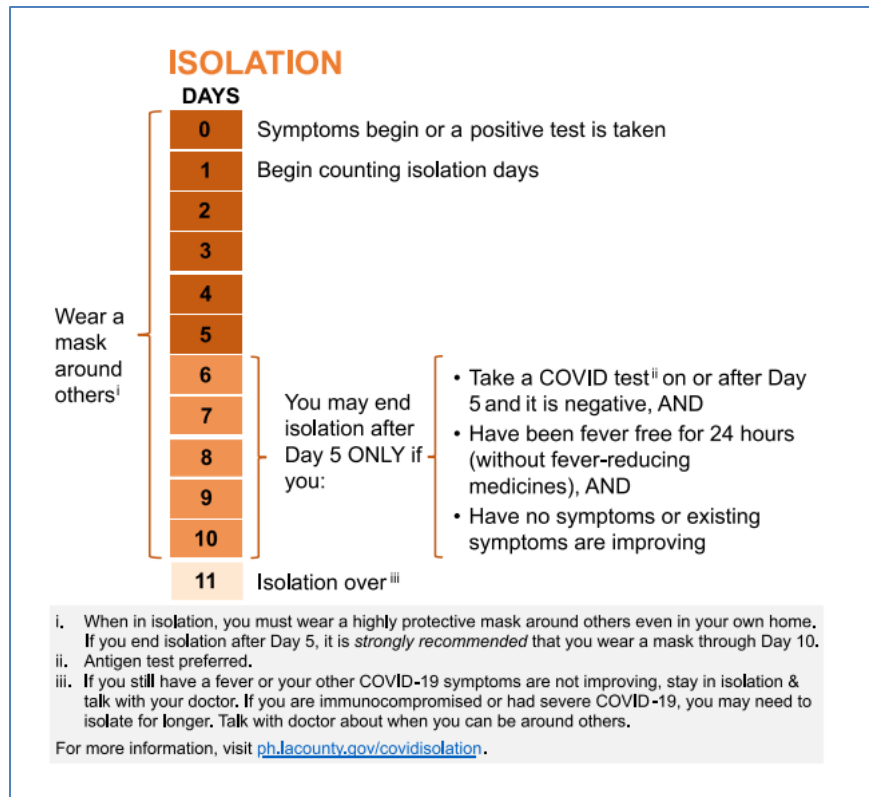 ISOLATION
DAYS
0 Symptoms begin or a positive test is taken
1 Begin counting isolation days
2
3
4
5
6
7
8
9
10
11 Isolation over iii
Wear a
mask
around
others i
You may end
isolation after
Day 5 ONLY if
you:
• Take a COVID test ii on or after Day
5 and it is negative, AND
• Have been fever free for 24 hours
(without fever-reducing
medicines), AND
• Have no symptoms or existing
symptoms are improving
i. When in isolation, you must wear a highly protective mask around others even in your own home.
If you end isolation after Day 5, it is strongly recommended that you wear a mask through Day 10.
ii. Antigen test preferred.
iii. If you still have a fever or your other COVID-19 symptoms are not improving, stay in isolation &
talk with your doctor. If you are immunocompromised or had severe COVID-19, you may need to
isolate for longer. Talk with doctor about when you can be around others.
For more information, visit ph.lacounty.gov/covidisolation.